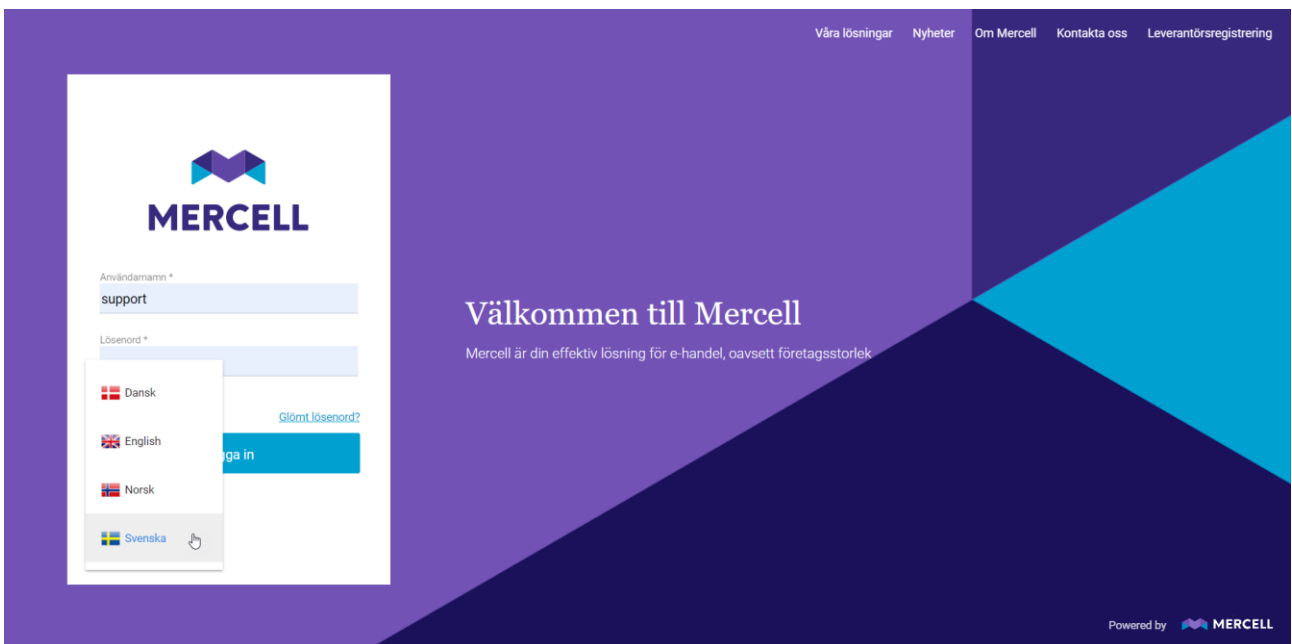 Våra lösningar Nyheter Om Mercell Kontakta oss Leverantörsregistrering
MERCELL
Användarnamn *
support
Lösenord *
Dansk
English
Norsk
Svenska
Glömt lösenord?
gga in
Välkommen till Mercell
Mercell är din effektiv lösning för e-handel, oavsett företagsstorlek
Powered by MERCELL